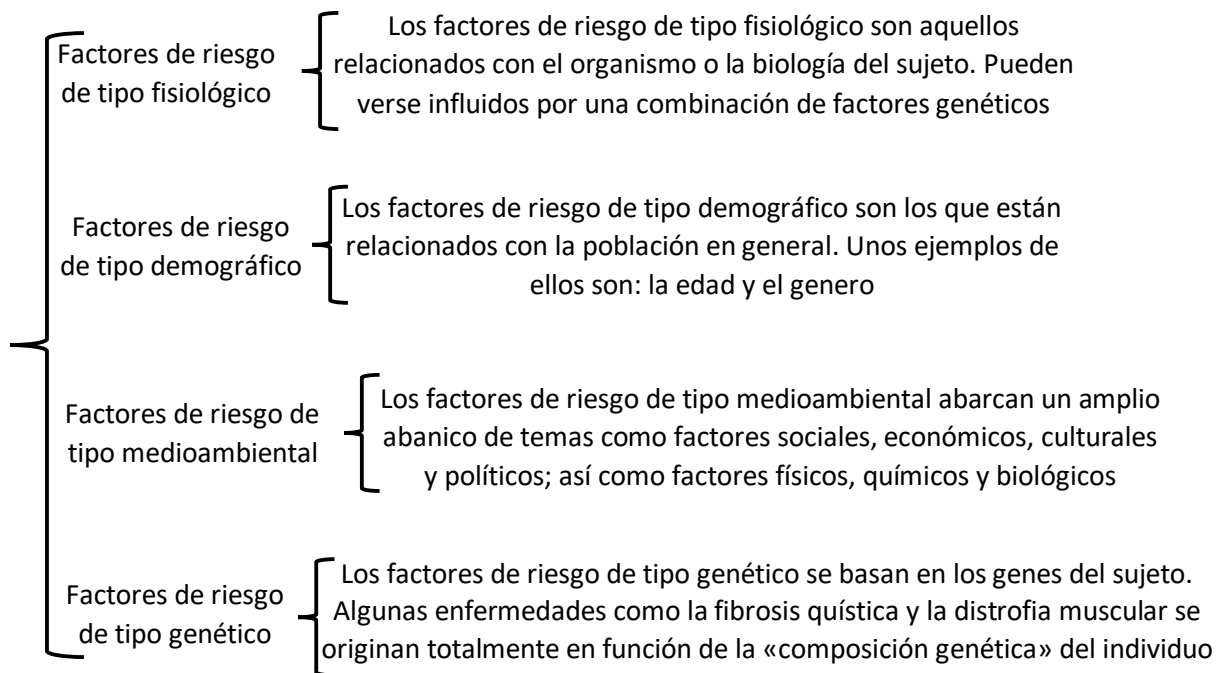 Factores de riesgo
de tipo fisiológico
Los factores de riesgo de tipo fisiológico son aquellos
relacionados con el organismo o la biología del sujeto. Pueden
verse influidos por una combinación de factores genéticos
Factores de riesgo
de tipo demográfico
Los factores de riesgo de tipo demográfico son los que están
relacionados con la población en general. Unos ejemplos de
ellos son: la edad y el genero
Factores de riesgo de
tipo medioambiental
Los factores de riesgo de tipo medioambiental abarcan un amplio
abanico de temas como factores sociales, económicos, culturales
y políticos; así como factores físicos, químicos y biológicos
Factores de riesgo
de tipo genético
Los factores de riesgo de tipo genético se basan en los genes del sujeto.
Algunas enfermedades como la fibrosis quística y la distrofia muscular se
originan totalmente en función de la «composición genética» del individuo